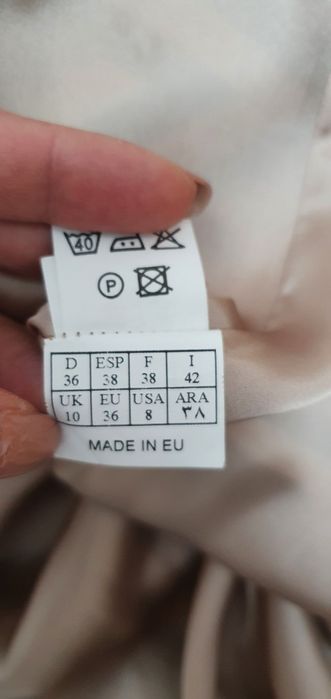 40
P
D ESP F I
36 38 38 42
UK EU USA ARA
10 36 8 ٣٨
MADE IN EU